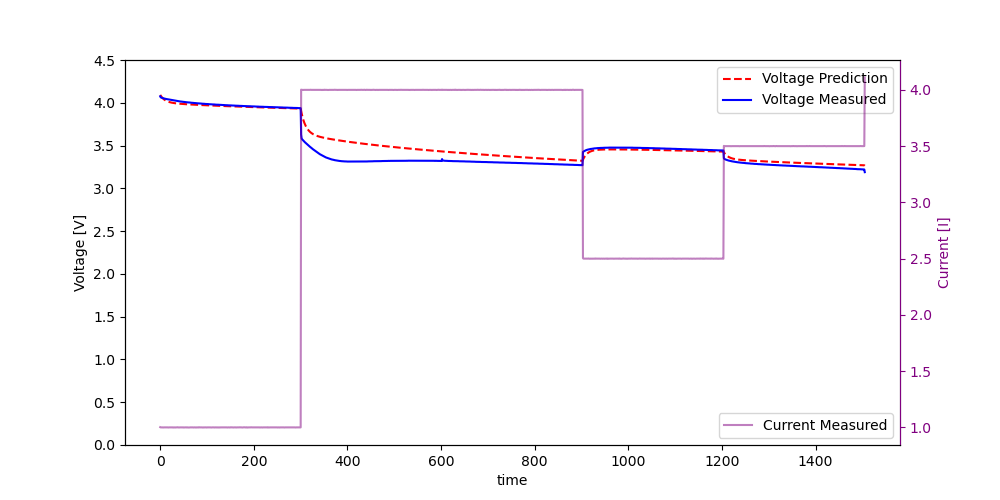 Voltage Prediction
Voltage Measured
Current Measured
4.5
4.0
3.5
3.0
2.5
2.0
1.5
1.0
0.5
0.0
Voltage [V]
4.0
3.5
3.0
2.5
2.0
1.5
1.0
Current [I]
0 200 400 600 800 1000 1200 1400
time